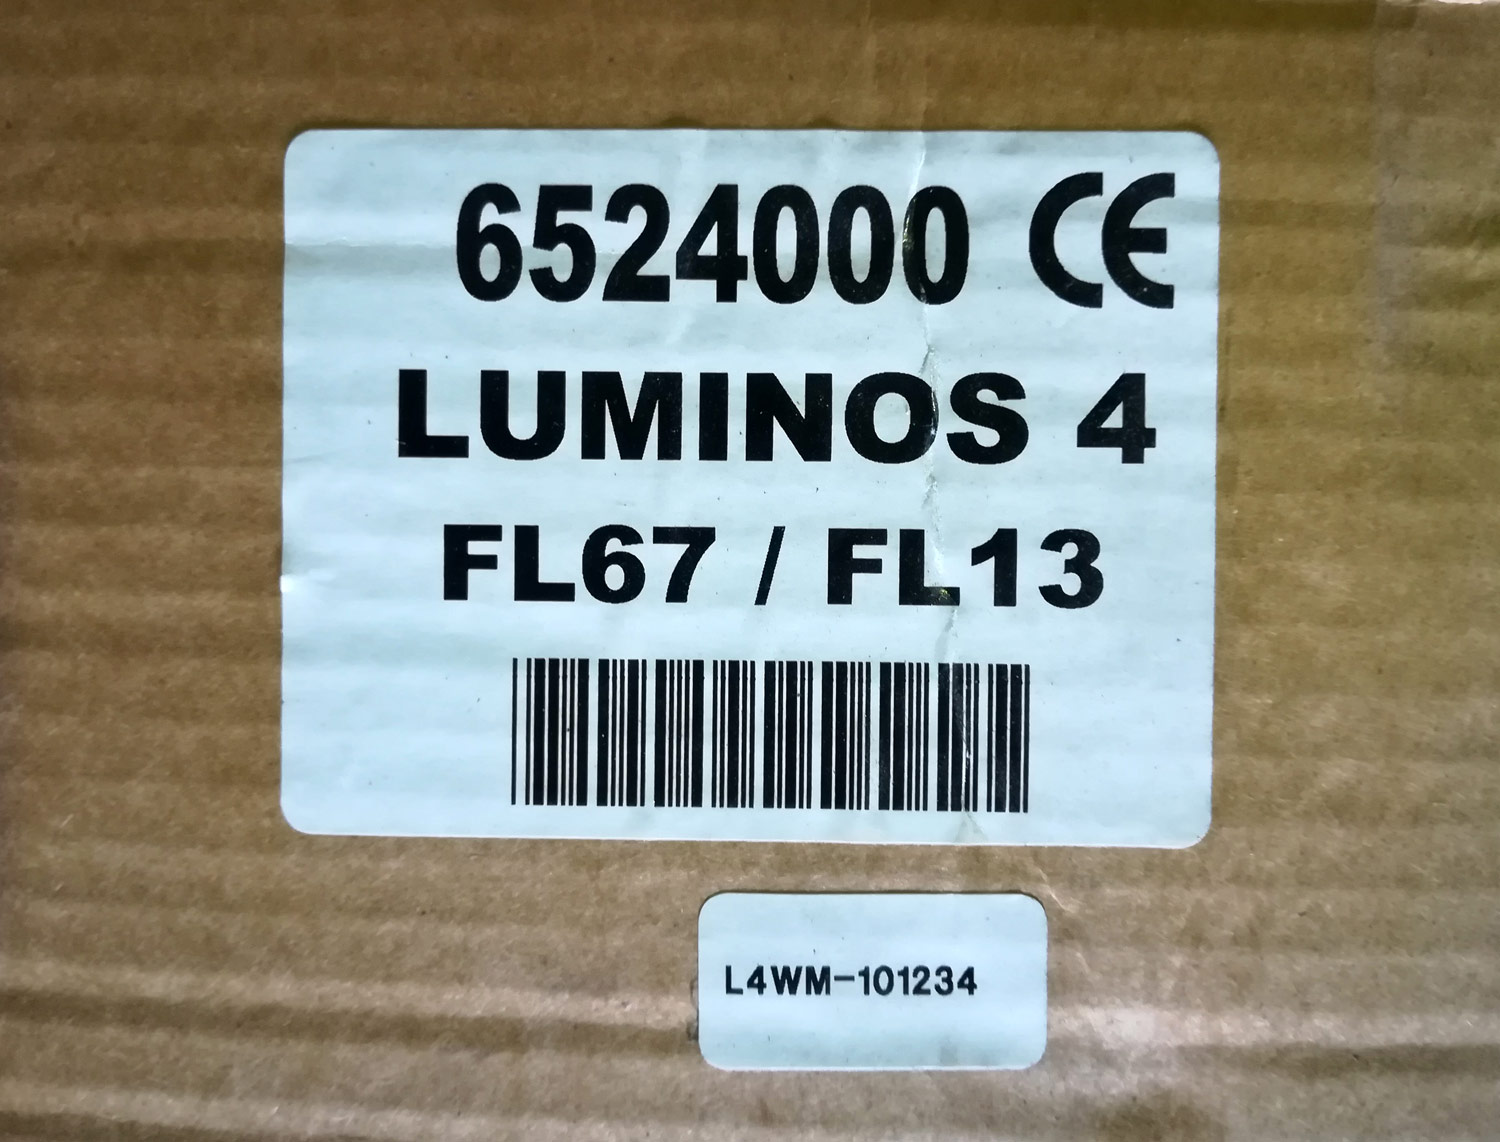 6524000 CE
LUMINOS 4
FL67 / FL13
L4WM-101234